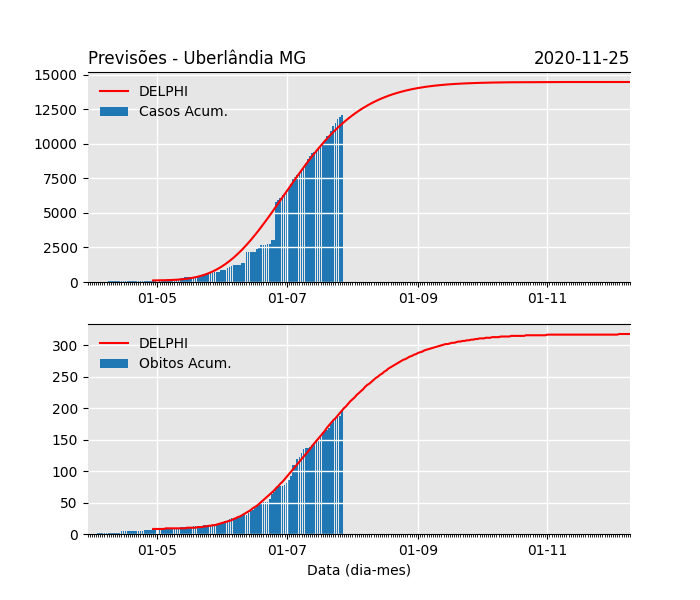 Previsões - Uberlândia MG 2020-11-25
15000
12500
10000
7500
5000
2500
0
DELPHI
Casos Acum.
01-05 01-07 01-09 01-11
300
250
200
150
100
50
0
DELPHI
Obitos Acum.
01-05 01-07 01-09 01-11
Data (dia-mes)